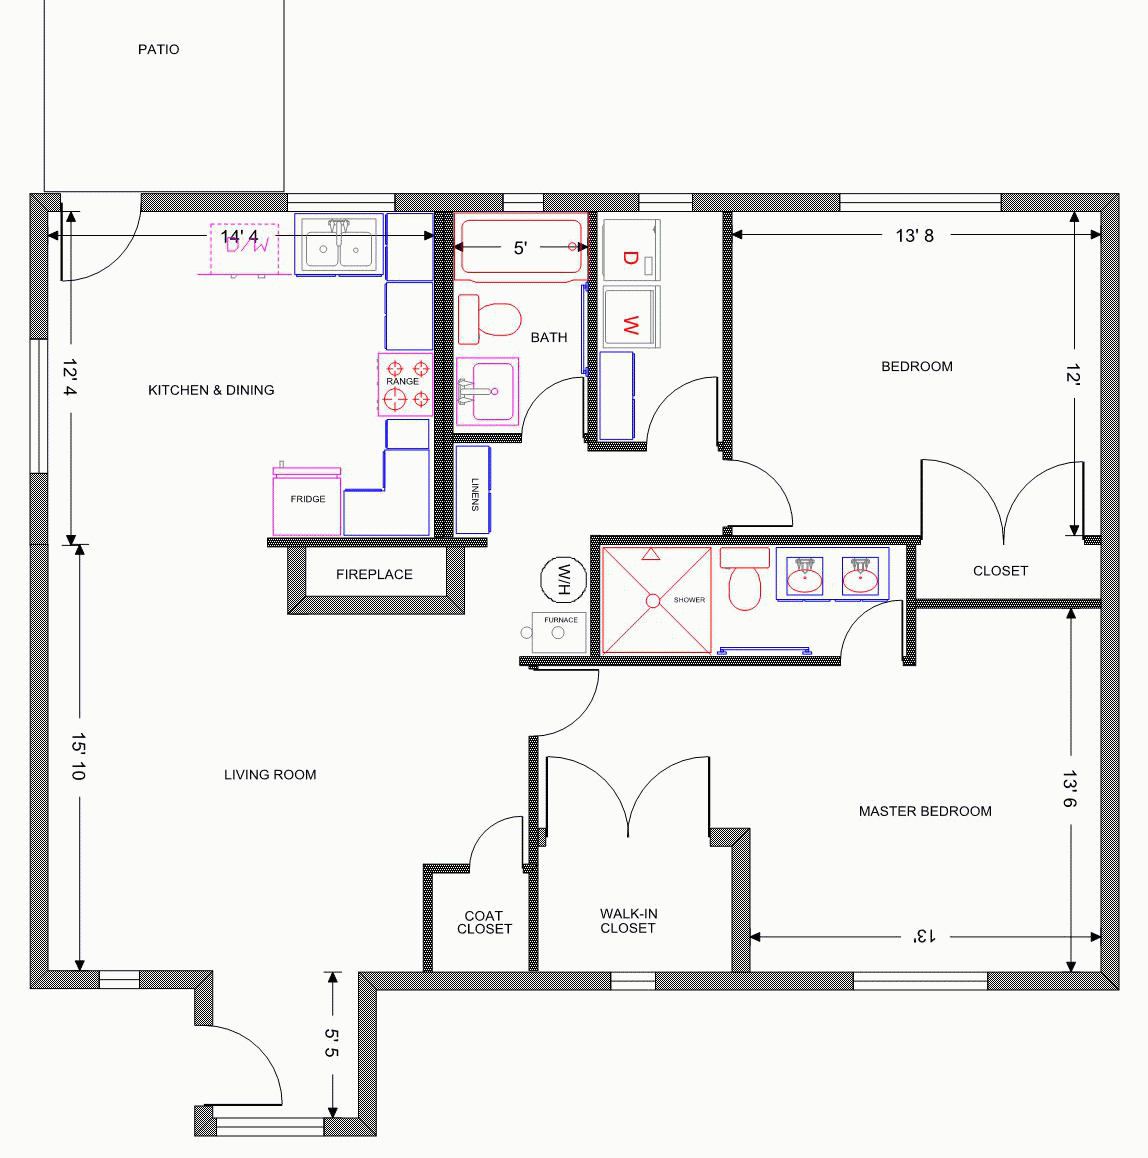 PATIO
14' 4
D/W
5'
13' 8
D
W
BATH
BEDROOM
12'
12' 4
KITCHEN & DINING
RANGE
FRIDGE
LINENS
FIREPLACE
W/H
FURNACE
SHOWER
CLOSET
15' 10
LIVING ROOM
13' 6
MASTER BEDROOM
COAT
CLOSET
WALK-IN
CLOSET
13'
5' 5